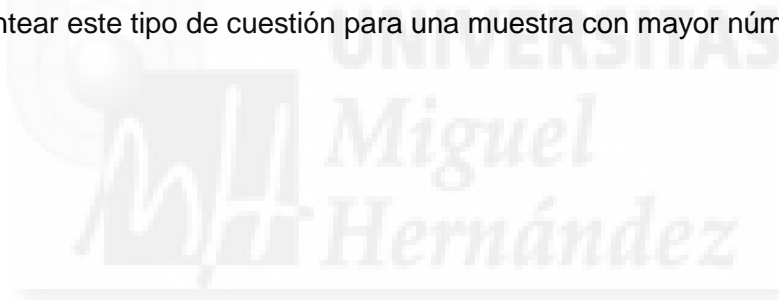 ntear este tipo de cuestión para una muestra con mayor núm
UNIVERSITAS
Miguel
Hernández